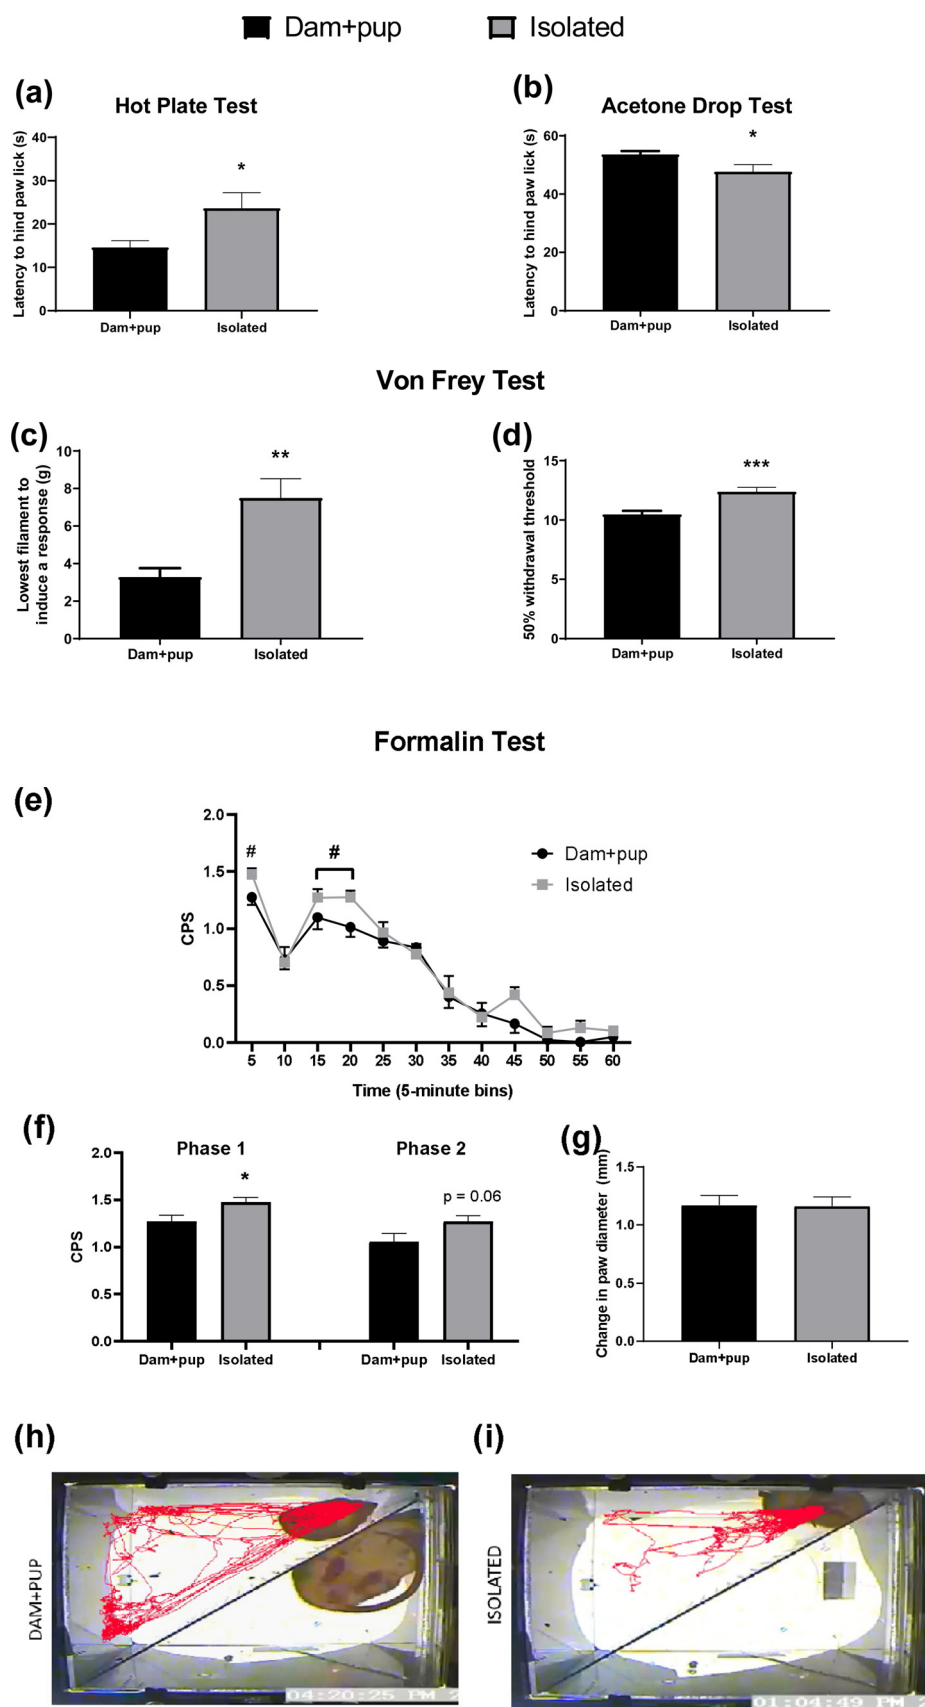 Dam+pup Isolated
(a)
Hot Plate Test
Latency to hind paw lick (s)
40
30
20
10
0
*
Dam+pup Isolated
(b)
Acetone Drop Test
Latency to hind paw lick (s)
60
40
20
0
*
Dam+pup Isolated
Von Frey Test
(c)
Lowest filament to
induce a response (g)
10
8
6
4
2
0
**
Dam+pup Isolated
(d)
50% withdrawal threshold
15
10
5
0
***
Dam+pup Isolated
Formalin Test
(e)
CPS
2.0
1.5
1.0
0.5
0.0
# #
Dam+pup
Isolated
5 10 15 20 25 30 35 40 45 50 55 60
Time (5-minute bins)
(f)
CPS
2.0
1.5
1.0
0.5
0.0
Phase 1 Phase 2
*
p = 0.06
Dam+pup Isolated Dam+pup Isolated
(g)
Change in paw diameter (mm)
1.5
1.0
0.5
0.0
Dam+pup Isolated
(h)
DAM+PUP
04:20:25 PM
(i)
ISOLATED